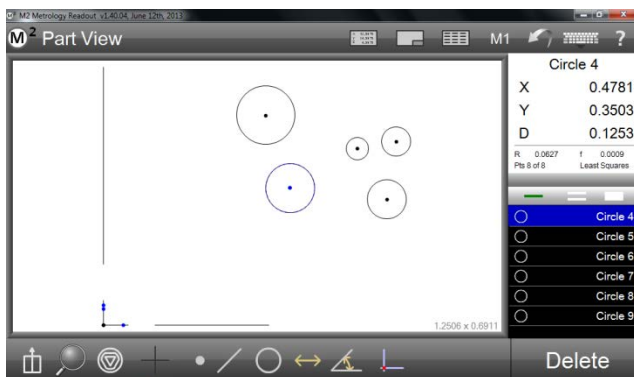 M2 Metrology Readout v1.40.04, June 12th, 2013
M2 Part View
M1
?
Circle 4
X 0.4781
Y 0.3503
D 0.1253
R 0.0627 f 0.0009
Pts 8 of 8 Least Squares
Circle 4
Circle 5
Circle 6
Circle 7
Circle 8
Circle 9
1.2506 x 0.6911
Delete